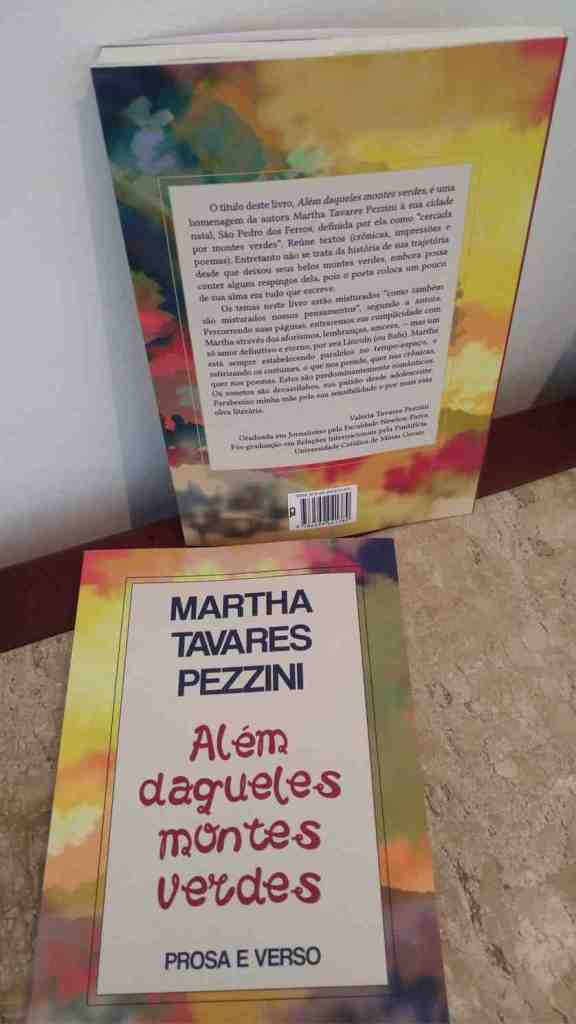 O título deste livro, Além daqueles montes verdes, é uma
homenagem da autora Martha Tavares Pezzini à sua cidade
natal, São Pedro dos Ferros, definida por ela como "cercada
por montes verdes". Reúne textos (crônicas, impressões e
poemas). Entretanto não se trata da história de sua trajetória
desde que deixou seus belos montes verdes, embora possa
conter alguns respingos dela, pois o poeta coloca um pouco
de sua alma em tudo que escreve.
Os temas neste livro estão misturados "como também
são misturados nossos pensamentos", segundo a autora.
Percorrendo suas páginas, entraremos em cumplicidade com
Martha através dos aforismos, lembranças, amores, – mas um
só amor definitivo e eterno, por seu Lincoln (ou Balu). Martha
está sempre estabelecendo paralelos no tempo-espaço, e
satirizando os costumes, o que nos prende, quer nas crônicas,
quer nos poemas. Estes são predominantemente românticos.
Os sonetos são decassílabos, sua paixão desde adolescente.
Parabenizo minha mãe pela sua sensibilidade e por mais esta
obra literária.
Valéria Tavares Pezzini
Graduada em Jornalismo pela Faculdade Newton Paiva
Pós-graduação em Relações Internacionais pela Pontifícia
Universidade Católica de Minas Gerais
MARTHA
TAVARES
PEZZINI
Além
daqueles
montes
verdes
PROSA E VERSO